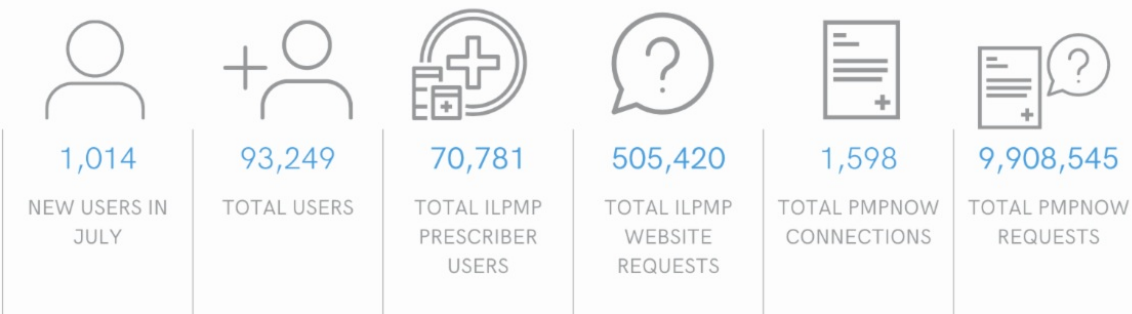 1,014
NEW USERS IN
JULY
93,249
TOTAL USERS
70,781
TOTAL ILPMP
PRESCRIBER
USERS
505,420
TOTAL ILPMP
WEBSITE
REQUESTS
1,598
TOTAL PMPNOW
CONNECTIONS
9,908,545
TOTAL PMPNOW
REQUESTS